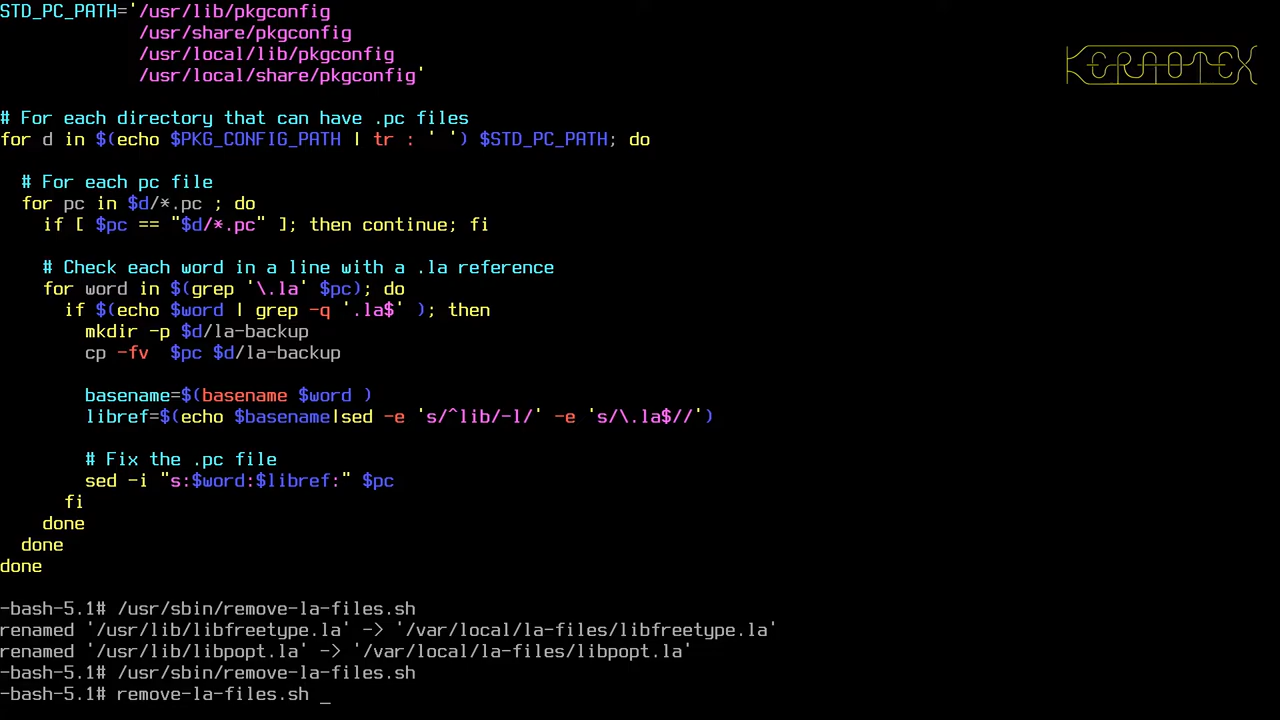 STD_PC_PATH='/usr/lib/pkgconfig
/usr/share/pkgconfig
/usr/local/lib/pkgconfig
/usr/local/share/pkgconfig'
KERNOTEX
# For each directory that can have .pc files
for d in $(echo $PKG_CONFIG_PATH | tr : ' ') $STD_PC_PATH; do
# For each pc file
for pc in $d/*.pc ; do
if [ $pc == "$d/*.pc" ]; then continue; fi
# Check each word in a line with a .la reference
for word in $(grep '\.la' $pc); do
if $(echo $word | grep -q '.la$' ); then
mkdir -p $d/la-backup
cp -fv  $pc $d/la-backup
basename=$(basename $word )
libref=$(echo $basename|sed -e 's/^lib/-l/' -e 's/\.la$//')
# Fix the .pc file
sed -i "s:$word:$libref:" $pc
fi
done
done
done
-bash-5.1# /usr/sbin/remove-la-files.sh
renamed '/usr/lib/libfreetype.la' -> '/var/local/la-files/libfreetype.la'
renamed '/usr/lib/libpopt.la' -> '/var/local/la-files/libpopt.la'
-bash-5.1# /usr/sbin/remove-la-files.sh
-bash-5.1# remove-la-files.sh _